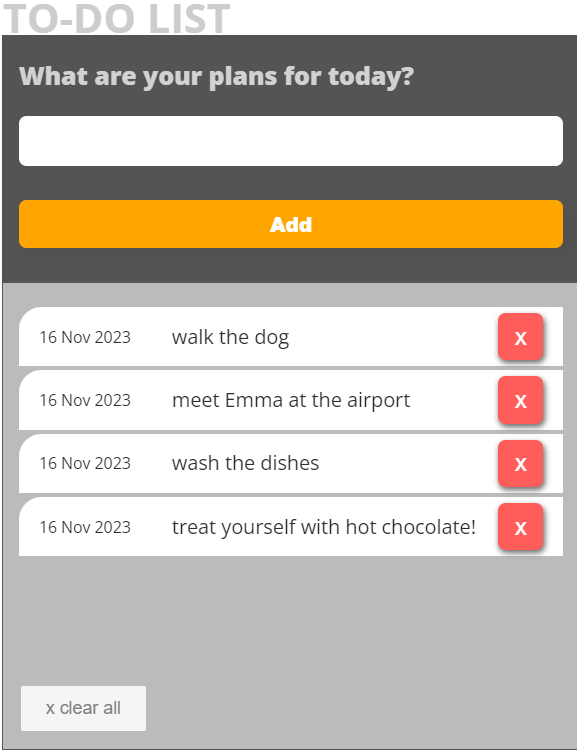 TO-DO LIST
What are your plans for today?
Add
16 Nov 2023 walk the dog X
16 Nov 2023 meet Emma at the airport X
16 Nov 2023 wash the dishes X
16 Nov 2023 treat yourself with hot chocolate! X
x clear all